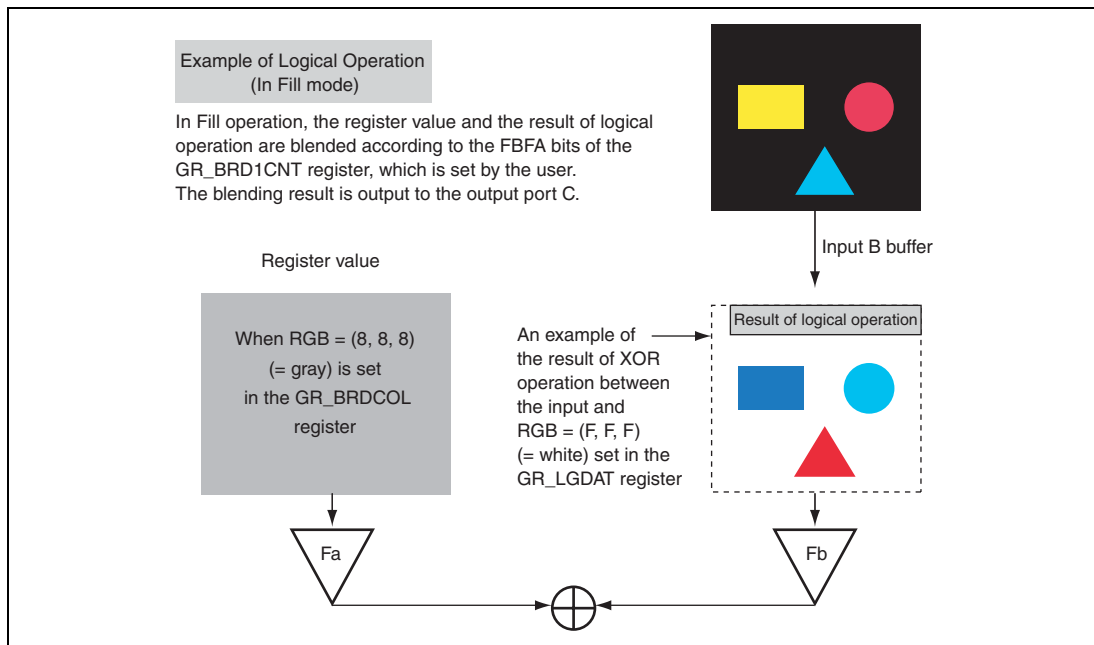 Example of Logical Operation
(In Fill mode)
In Fill operation, the register value and the result of logical
operation are blended according to the FBFA bits of the
GR_BRD1CNT register, which is set by the user.
The blending result is output to the output port C.
Input B buffer
Register value
When RGB = (8, 8, 8)
(= gray) is set
in the GR_BRDCOL
register
An example of
the result of XOR
operation between
the input and
RGB = (F, F, F)
(= white) set in the
GR_LGDAT register
Result of logical operation
Fa
Fb